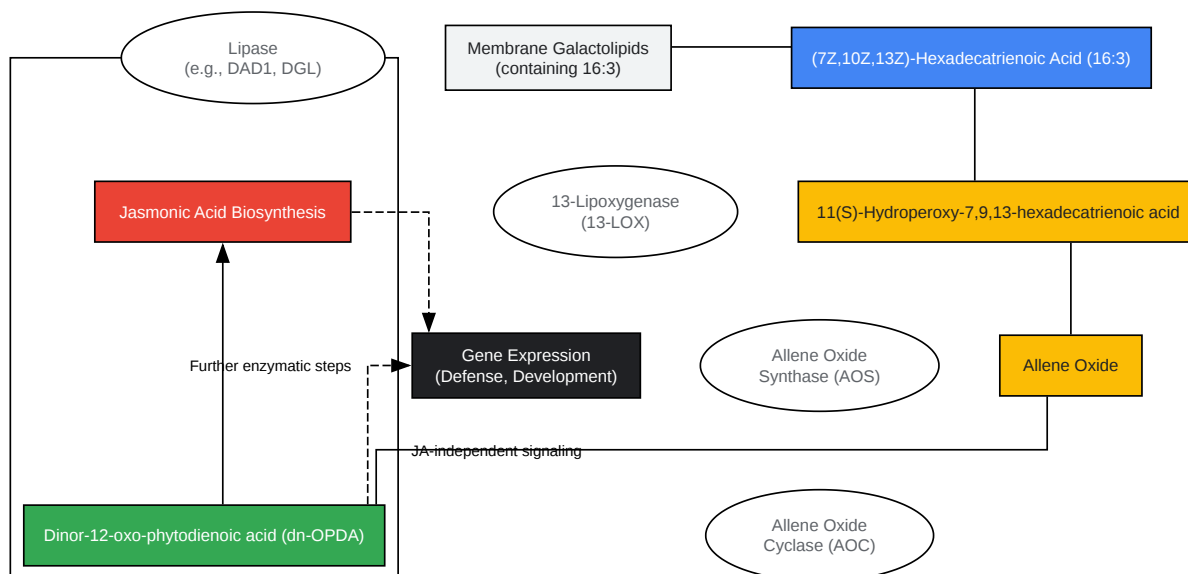 Lipase
(e.g., DAD1, DGL)
Membrane Galactolipids
(containing 16:3)
(7Z,10Z,13Z)-Hexadecatrienoic Acid (16:3)
Jasmonic Acid Biosynthesis
13-Lipoxygenase
(13-LOX)
11(S)-Hydroperoxy-7,9,13-hexadecatrienoic acid
Further enzymatic steps
Gene Expression
(Defense, Development)
Allene Oxide
Synthase (AOS)
Allene Oxide
JA-independent signaling
Dinor-12-oxo-phytodienoic acid (dn-OPDA)
Allene Oxide
Cyclase (AOC)